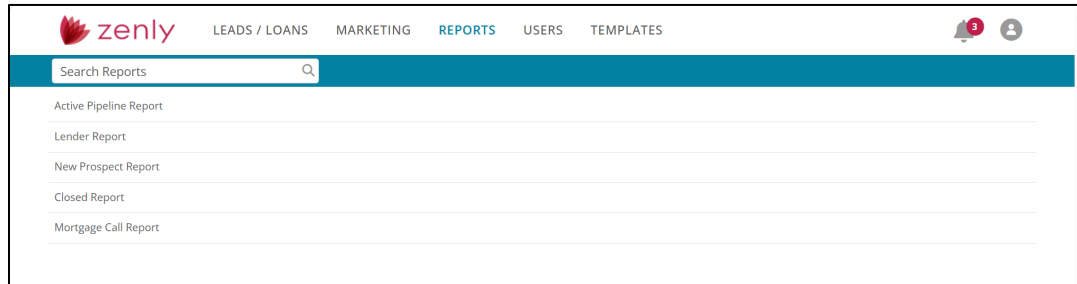 zenly LEADS / LOANS MARKETING REPORTS USERS TEMPLATES 3
Search Reports
Active Pipeline Report
Lender Report
New Prospect Report
Closed Report
Mortgage Call Report